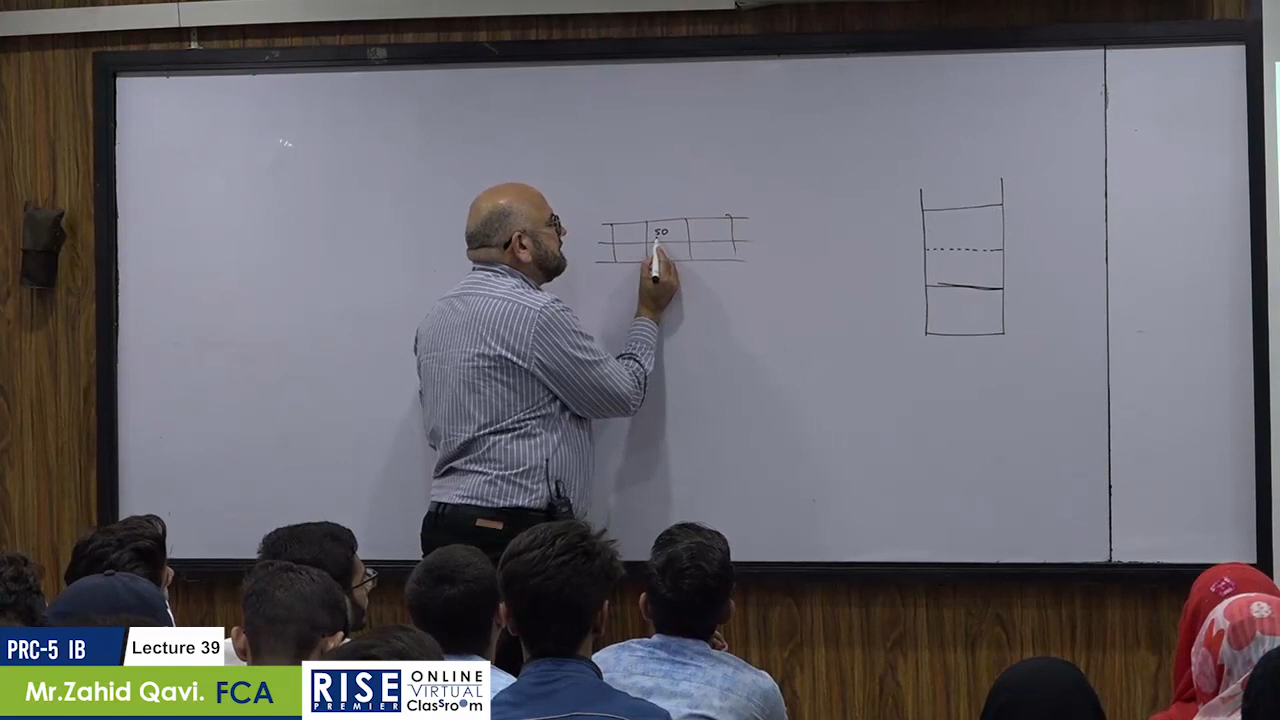 50
PRC-5 IB
Lecture 39
Mr.Zahid Qavi. FCA
RISE
PREMIER
ONLINE
VIRTUAL
Classroom